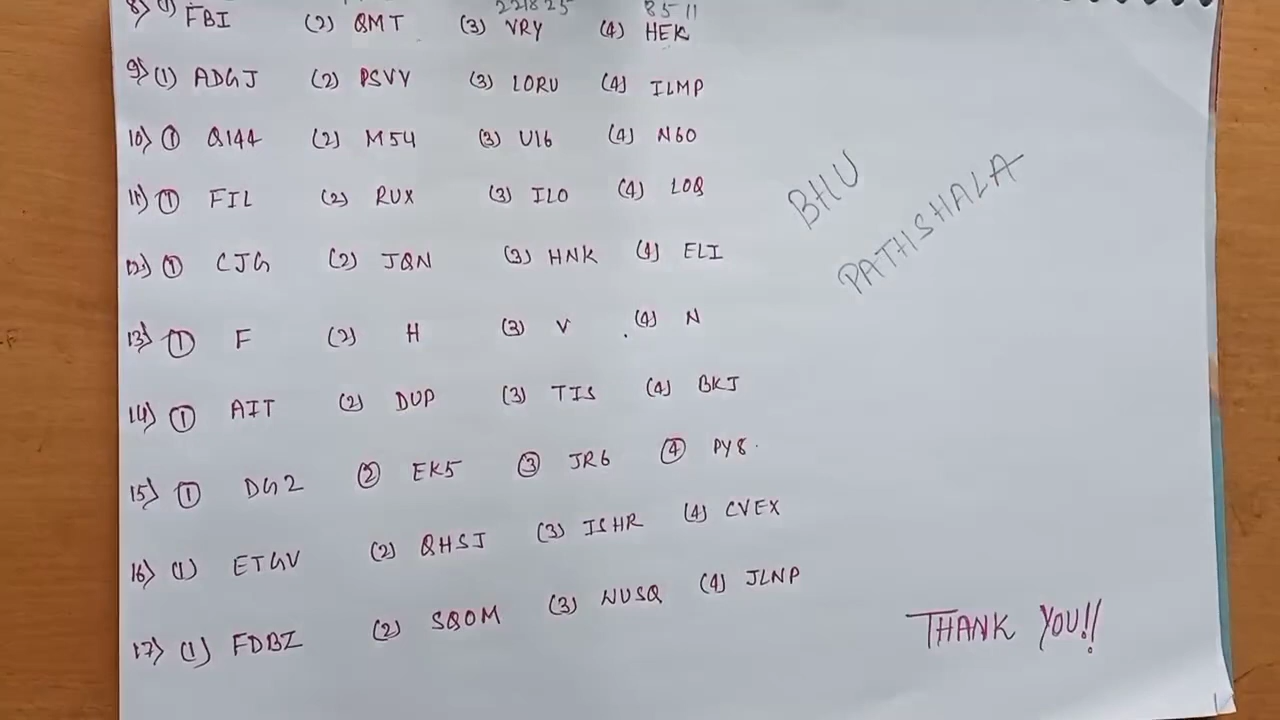 221825 8511
8) (1) FBI (2) QMT (3) VRY (4) HEK
9) (1) ADGJ (2) PSVY (3) LORU (4) ILMP
10) (1) Q144 (2) M54 (3) U16 (4) N60
11) (1) FIL (2) RUX (3) ILO (4) LOQ
12) (1) CJG (2) JQN (3) HNK (4) ELI
13) (1) F (2) H (3) V (4) N
14) (1) AIT (2) DUP (3) TIS (4) BKJ
15) (1) DG2 (2) EK5 (3) JR6 (4) PY8
16) (1) ETGV (2) QHSJ (3) ISHR (4) CVEX
17) (1) FDBZ (2) SQOM (3) NUSQ (4) JLNP
BHU
PATHSHALA
THANK YOU!!